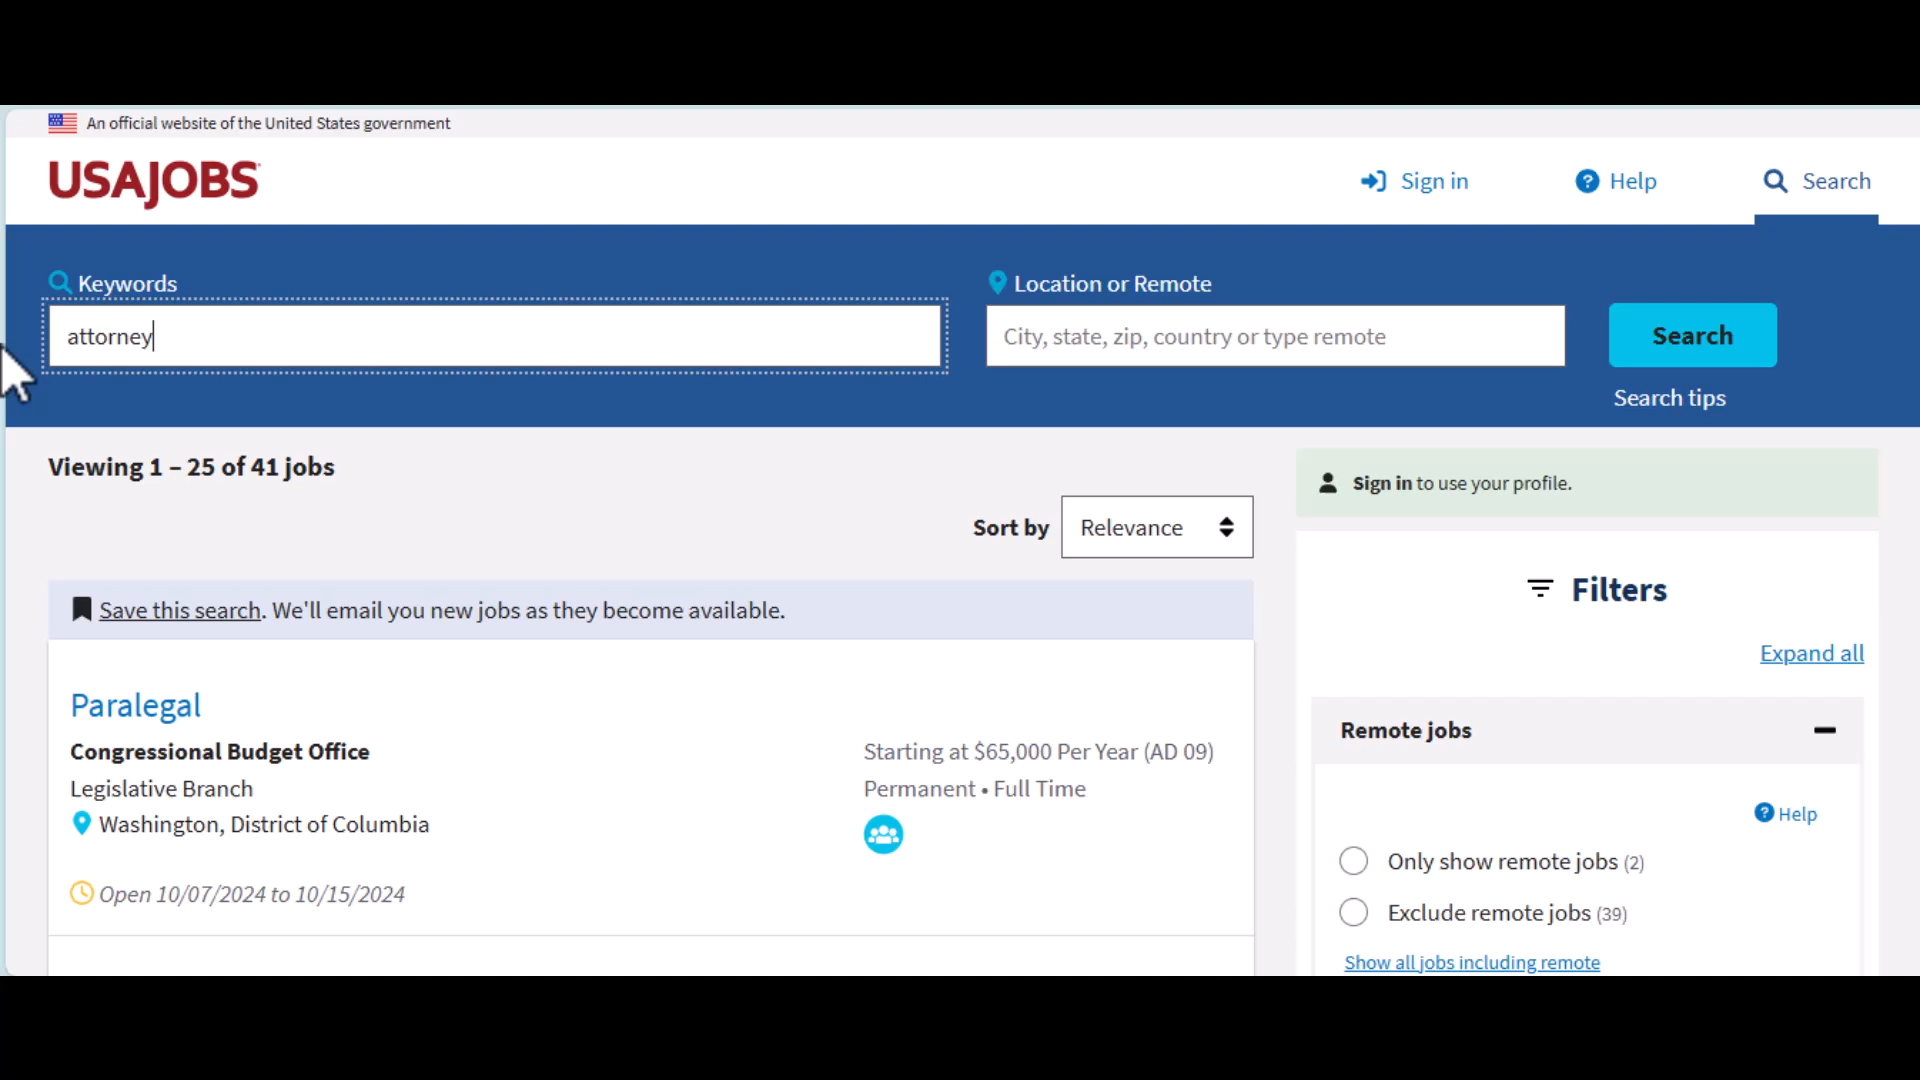 An official website of the United States government
USAJOBS
Sign in
Help
Search
Keywords
Location or Remote
attorney
City, state, zip, country or type remote
Search
Search tips
Viewing 1 – 25 of 41 jobs
Sign in to use your profile.
Sort by
Relevance
Filters
Save this search. We'll email you new jobs as they become available.
Expand all
Paralegal
Remote jobs
Congressional Budget Office
Starting at $65,000 Per Year (AD 09)
Legislative Branch
Permanent • Full Time
Washington, District of Columbia
Help
Only show remote jobs (2)
Open 10/07/2024 to 10/15/2024
Exclude remote jobs (39)
Show all jobs including remote